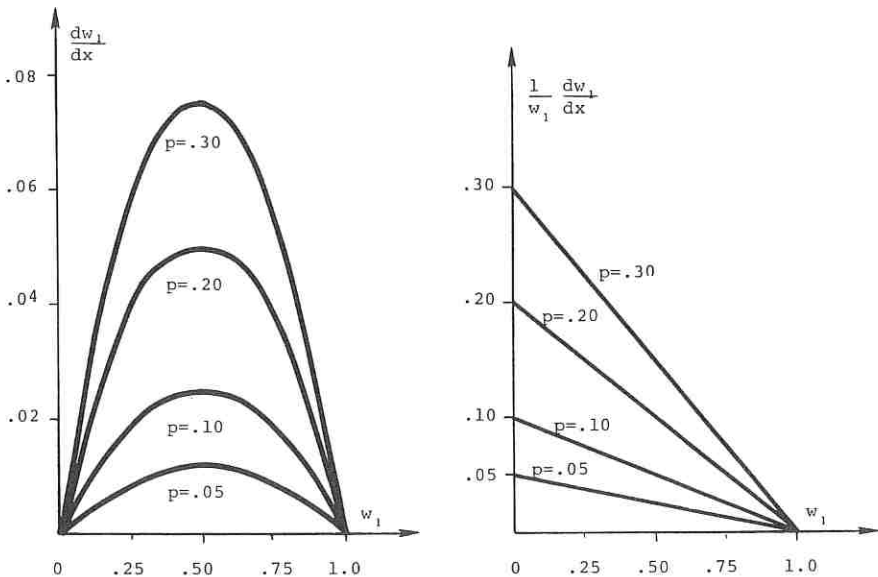 dw₁
dx
.08
.06
.04
.02
p=.30
p=.20
p=.10
p=.05
w₁
0 .25 .50 .75 1.0
1 dw₁
w₁ dx
.30
.20
.10
.05
p=.30
p=.20
p=.10
p=.05
w₁
0 .25 .50 .75 1.0